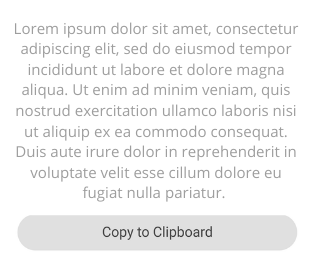 Lorem ipsum dolor sit amet, consectetur
adipiscing elit, sed do eiusmod tempor
incididunt ut labore et dolore magna
aliqua. Ut enim ad minim veniam, quis
nostrud exercitation ullamco laboris nisi
ut aliquip ex ea commodo consequat.
Duis aute irure dolor in reprehenderit in
voluptate velit esse cillum dolore eu
fugiat nulla pariatur.
Copy to Clipboard